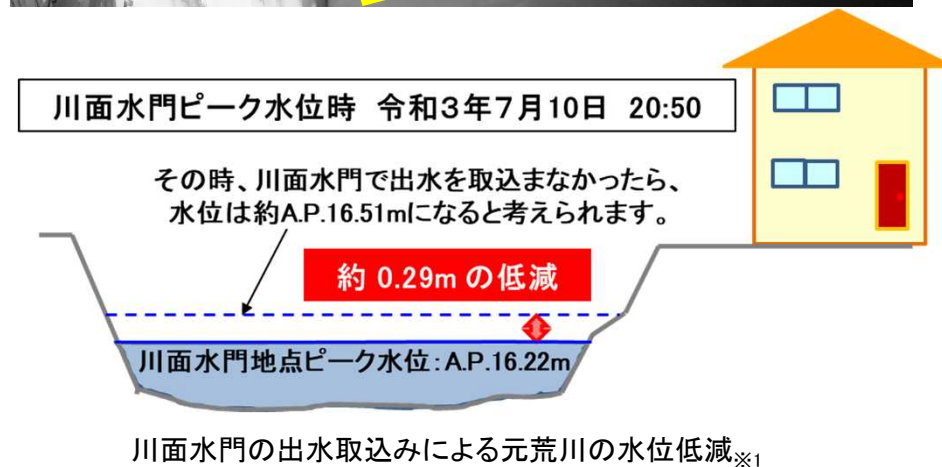 川面水門ピーク水位時 令和3年7月10日 20:50
その時、川面水門で出水を取込まなかったら、
水位は約A.P.16.51mになると考えられます。
約 0.29m の低減
川面水門地点ピーク水位：A.P.16.22m
川面水門の出水取込みによる元荒川の水位低減※1